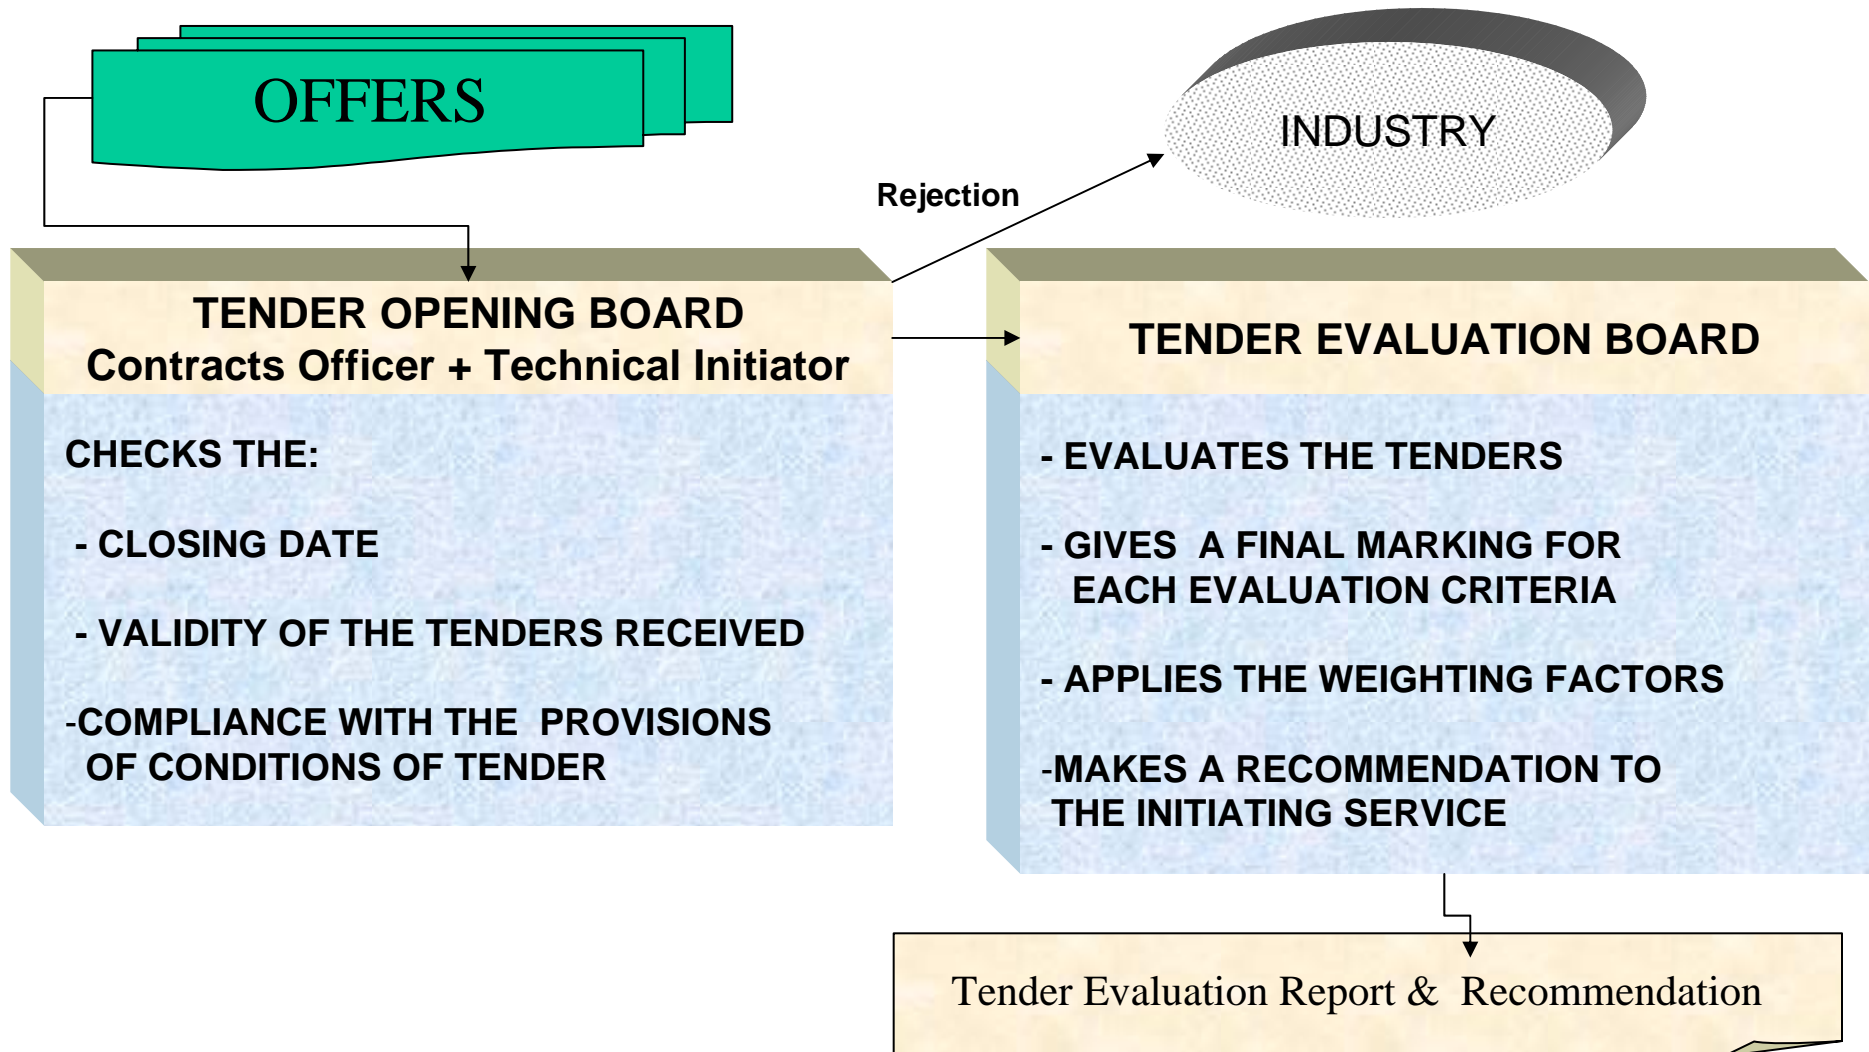 OFFERS
INDUSTRY
Rejection
TENDER OPENING BOARD
Contracts Officer + Technical Initiator
CHECKS THE:
- CLOSING DATE
- VALIDITY OF THE TENDERS RECEIVED
-COMPLIANCE WITH THE PROVISIONS
OF CONDITIONS OF TENDER
TENDER EVALUATION BOARD
- EVALUATES THE TENDERS
- GIVES A FINAL MARKING FOR
EACH EVALUATION CRITERIA
- APPLIES THE WEIGHTING FACTORS
-MAKES A RECOMMENDATION TO
THE INITIATING SERVICE
Tender Evaluation Report & Recommendation